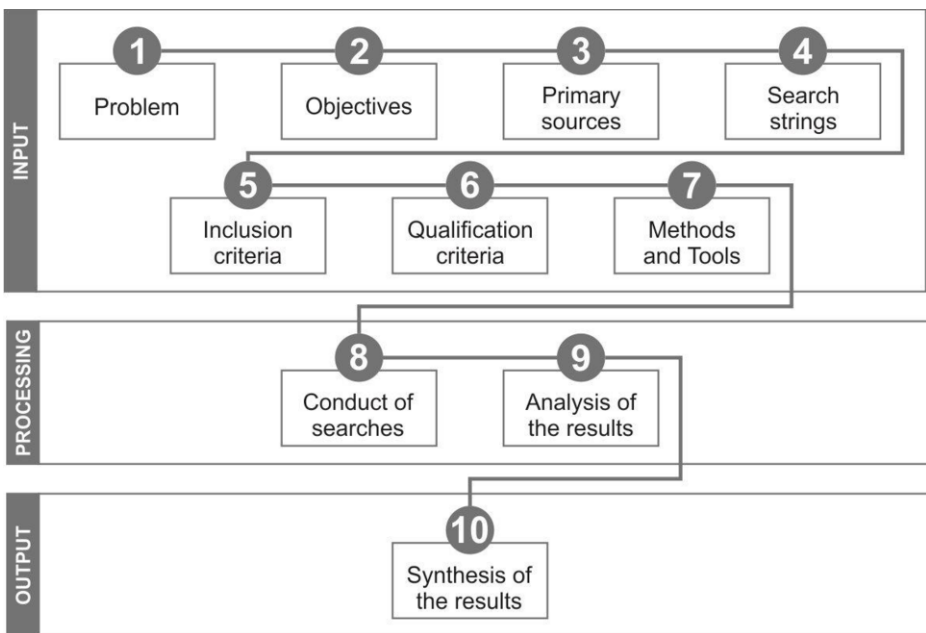 INPUT
1
2
3
4
Problem
Objectives
Primary
sources
Search
strings
5
6
7
Inclusion
criteria
Qualification
criteria
Methods
and Tools
PROCESSING
8
9
Conduct of
searches
Analysis of
the results
OUTPUT
10
Synthesis of
the results